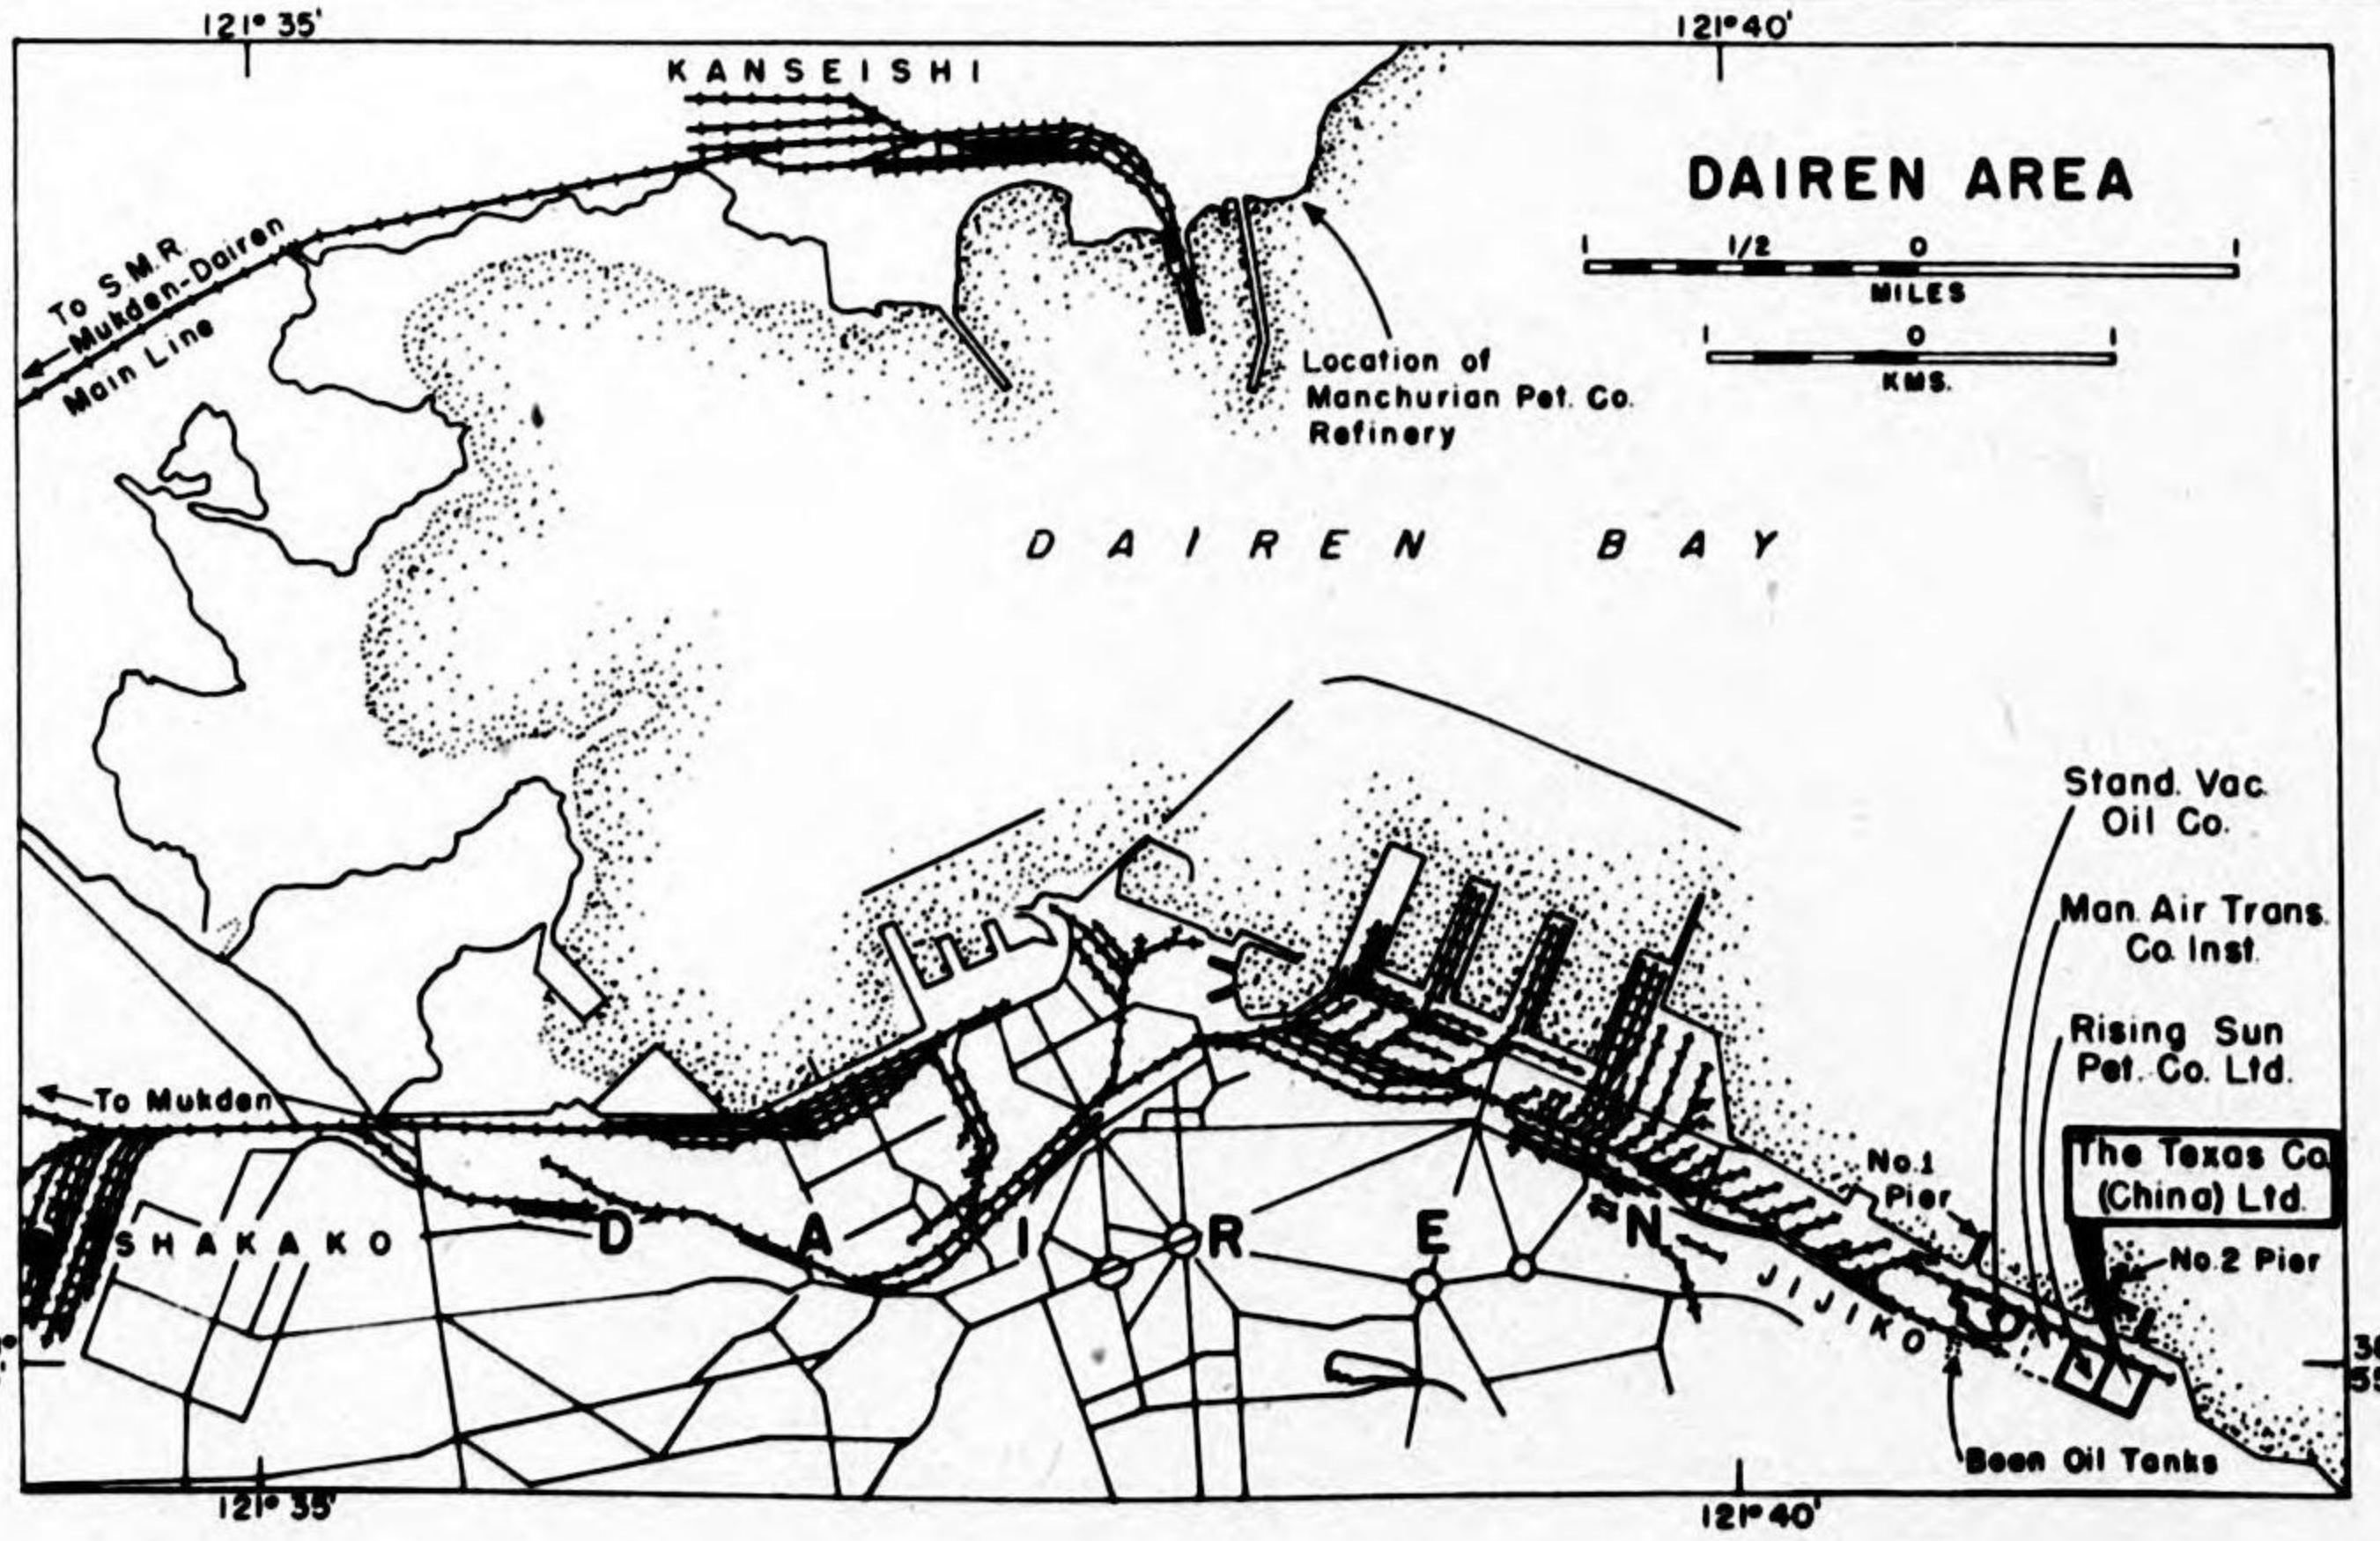 121° 35'
121° 40'
KANSEISHI
DAIREN AREA
1 1/2 0 1
MILES
1 0 1
KMS.
To S.M.R.
Mukden-Dairen
Main Line
Location of
Manchurian Pet. Co.
Refinery
DAIREN BAY
Stand. Vac.
Oil Co.
Man. Air Trans.
Co. Inst.
Rising Sun
Pet. Co. Ltd.
The Texas Co.
(China) Ltd.
To Mukden
No.1
Pier
No.2 Pier
SHAKAKO
DAIREN
JIJIKO
Bean Oil Tanks
121° 35'
121° 40'